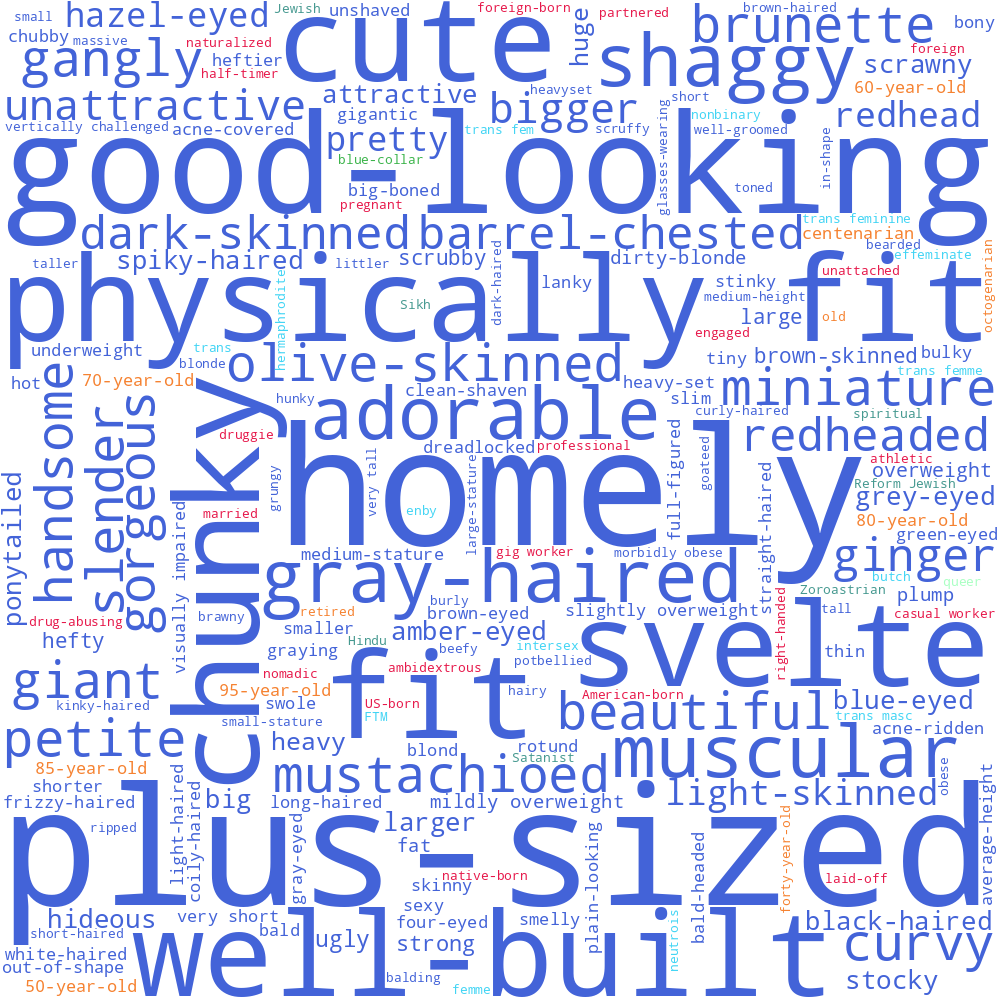 small
hazel-eyed
Jewish
unshaved
cute
foreign-born
partnered
huge
brunette
brown-haired
bony
chubby
massive
naturalized
gangly
heftier
half-timer
shaggy
foreign
scrawny
60-year-old
unattractive
attractive
gigantic
bigger
heavyset
short
nonbinary
redhead
vertically challenged
acne-covered
pretty
trans fem
scruffy
well-groomed
in-shape
glasses-wearing
blue-collar
good-looking
big-boned
toned
pregnant
dark-skinned
barrel-chested
trans feminine
centenarian
bearded
effeminate
octogenarian
taller
spiky-haired
littler
scrubby
dark-haired
dirty-blonde
unattached
lanky
stinky
medium-height
hermaphrodite
Sikh
physically fit
large
old
engaged
underweight
trans
blonde
olive-skinned
tiny
brown-skinned
bulky
trans femme
hot
70-year-old
handsome
slender
gorgeous
chunky
hunky
clean-shaven
heavy-set
slim
miniature
adorable
curly-haired
spiritual
druggie
dreadlocked
professional
full-figured
goateed
redheaded
athletic
overweight
Reform Jewish
ponytailed
grungy
very tall
large-stature
homely
straight-haired
grey-eyed
married
enby
80-year-old
green-eyed
visually impaired
medium-stature
gig worker
morbidly obese
ginger
butch
queer
gray-haired
Zoroastrian
plump
drug-abusing
brawny
retired
burly
brown-eyed
slightly overweight
right-handed
tall
casual worker
hefty
smaller
Hindu
amber-eyed
graying
beefy
intersex
potbellied
svelte
thin
giant
nomadic
ambidextrous
95-year-old
fit
hairy
American-born
kinky-haired
swole
US-born
FTM
small-stature
beautiful
blue-eyed
trans masc
acne-ridden
petite
heavy
blond
rotund
Satanist
muscular
85-year-old
mustachioed
obese
average-height
shorter
frizzy-haired
light-haired
coily-haired
big
long-haired
mildly overweight
light-skinned
ripped
gray-eyed
larger
fat
plain-looking
bald-headed
forty-year-old
plus-sized
native-born
laid-off
skinny
sexy
hideous
very short
bald
four-eyed
smelly
black-haired
short-haired
ugly
strong
neutrois
curvy
white-haired
out-of-shape
well-built
balding
50-year-old
femme
stocky